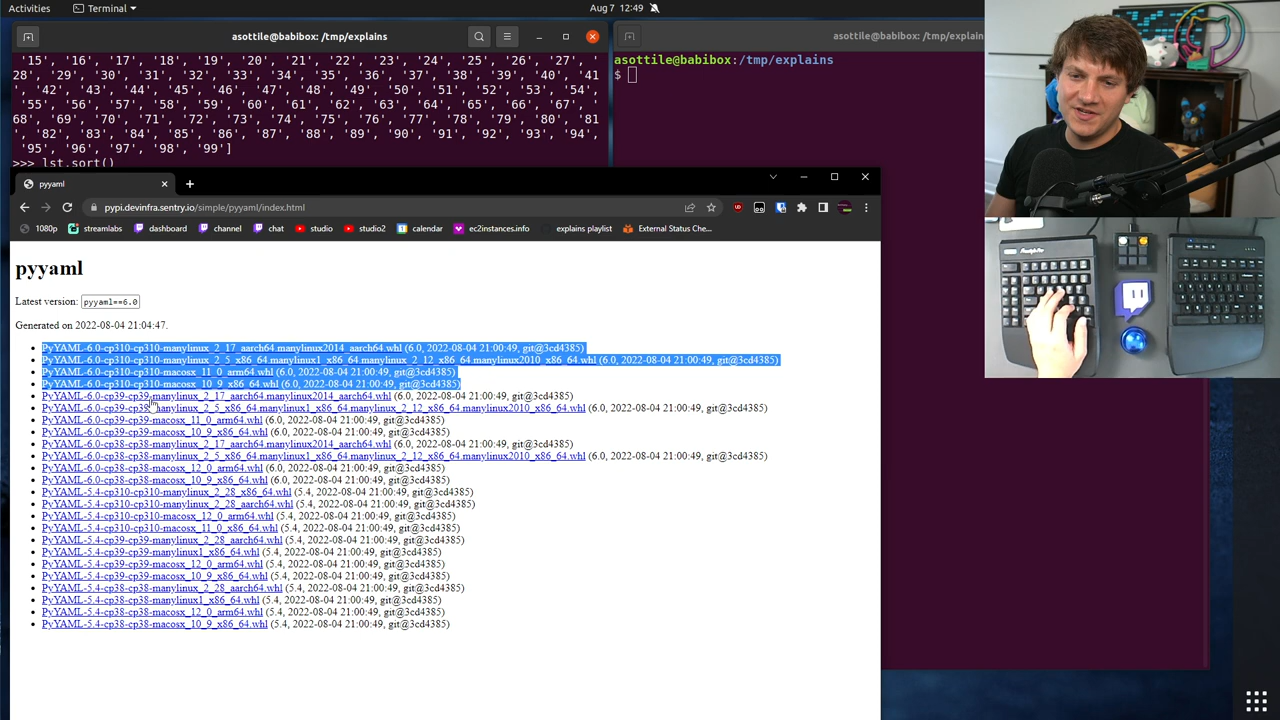 Activities
Terminal
Aug 7 12:49
asottile@babibox: /tmp/explains
asottile@babibox: /tmp/explain
'15', '16', '17', '18', '19', '20', '21', '22', '23', '24', '25', '26', '27', '
28', '29', '30', '31', '32', '33', '34', '35', '36', '37', '38', '39', '40', '41
', '42', '43', '44', '45', '46', '47', '48', '49', '50', '51', '52', '53', '54',
'55', '56', '57', '58', '59', '60', '61', '62', '63', '64', '65', '66', '67', '
68', '69', '70', '71', '72', '73', '74', '75', '76', '77', '78', '79', '80', '81
', '82', '83', '84', '85', '86', '87', '88', '89', '90', '91', '92', '93', '94',
'95', '96', '97', '98', '99']
>>> lst.sort()
asottile@babibox:/tmp/explains
$
pyyaml
pypi.devinfra.sentry.io/simple/pyyaml/index.html
1080p
streamlabs
dashboard
channel
chat
studio
studio2
calendar
ec2instances.info
explains playlist
External Status Che...
pyyaml
Latest version: pyyaml==6.0
Generated on 2022-08-04 21:04:47.
PyYAML-6.0-cp310-cp310-manylinux_2_17_aarch64.manylinux2014_aarch64.whl (6.0, 2022-08-04 21:00:49, git@3cd4385)
PyYAML-6.0-cp310-cp310-manylinux_2_5_x86_64.manylinux1_x86_64.manylinux_2_12_x86_64.manylinux2010_x86_64.whl (6.0, 2022-08-04 21:00:49, git@3cd4385)
PyYAML-6.0-cp310-cp310-macosx_11_0_arm64.whl (6.0, 2022-08-04 21:00:49, git@3cd4385)
PyYAML-6.0-cp310-cp310-macosx_10_9_x86_64.whl (6.0, 2022-08-04 21:00:49, git@3cd4385)
PyYAML-6.0-cp39-cp39-manylinux_2_17_aarch64.manylinux2014_aarch64.whl (6.0, 2022-08-04 21:00:49, git@3cd4385)
PyYAML-6.0-cp39-cp39-manylinux_2_5_x86_64.manylinux1_x86_64.manylinux_2_12_x86_64.manylinux2010_x86_64.whl (6.0, 2022-08-04 21:00:49, git@3cd4385)
PyYAML-6.0-cp39-cp39-macosx_11_0_arm64.whl (6.0, 2022-08-04 21:00:49, git@3cd4385)
PyYAML-6.0-cp39-cp39-macosx_10_9_x86_64.whl (6.0, 2022-08-04 21:00:49, git@3cd4385)
PyYAML-6.0-cp38-cp38-manylinux_2_17_aarch64.manylinux2014_aarch64.whl (6.0, 2022-08-04 21:00:49, git@3cd4385)
PyYAML-6.0-cp38-cp38-manylinux_2_5_x86_64.manylinux1_x86_64.manylinux_2_12_x86_64.manylinux2010_x86_64.whl (6.0, 2022-08-04 21:00:49, git@3cd4385)
PyYAML-6.0-cp38-cp38-macosx_12_0_arm64.whl (6.0, 2022-08-04 21:00:49, git@3cd4385)
PyYAML-6.0-cp38-cp38-macosx_10_9_x86_64.whl (6.0, 2022-08-04 21:00:49, git@3cd4385)
PyYAML-5.4-cp310-cp310-manylinux_2_28_x86_64.whl (5.4, 2022-08-04 21:00:49, git@3cd4385)
PyYAML-5.4-cp310-cp310-manylinux_2_28_aarch64.whl (5.4, 2022-08-04 21:00:49, git@3cd4385)
PyYAML-5.4-cp310-cp310-macosx_12_0_arm64.whl (5.4, 2022-08-04 21:00:49, git@3cd4385)
PyYAML-5.4-cp310-cp310-macosx_11_0_x86_64.whl (5.4, 2022-08-04 21:00:49, git@3cd4385)
PyYAML-5.4-cp39-cp39-manylinux_2_28_aarch64.whl (5.4, 2022-08-04 21:00:49, git@3cd4385)
PyYAML-5.4-cp39-cp39-manylinux1_x86_64.whl (5.4, 2022-08-04 21:00:49, git@3cd4385)
PyYAML-5.4-cp39-cp39-macosx_12_0_arm64.whl (5.4, 2022-08-04 21:00:49, git@3cd4385)
PyYAML-5.4-cp39-cp39-macosx_10_9_x86_64.whl (5.4, 2022-08-04 21:00:49, git@3cd4385)
PyYAML-5.4-cp38-cp38-manylinux_2_28_aarch64.whl (5.4, 2022-08-04 21:00:49, git@3cd4385)
PyYAML-5.4-cp38-cp38-manylinux1_x86_64.whl (5.4, 2022-08-04 21:00:49, git@3cd4385)
PyYAML-5.4-cp38-cp38-macosx_12_0_arm64.whl (5.4, 2022-08-04 21:00:49, git@3cd4385)
PyYAML-5.4-cp38-cp38-macosx_10_9_x86_64.whl (5.4, 2022-08-04 21:00:49, git@3cd4385)